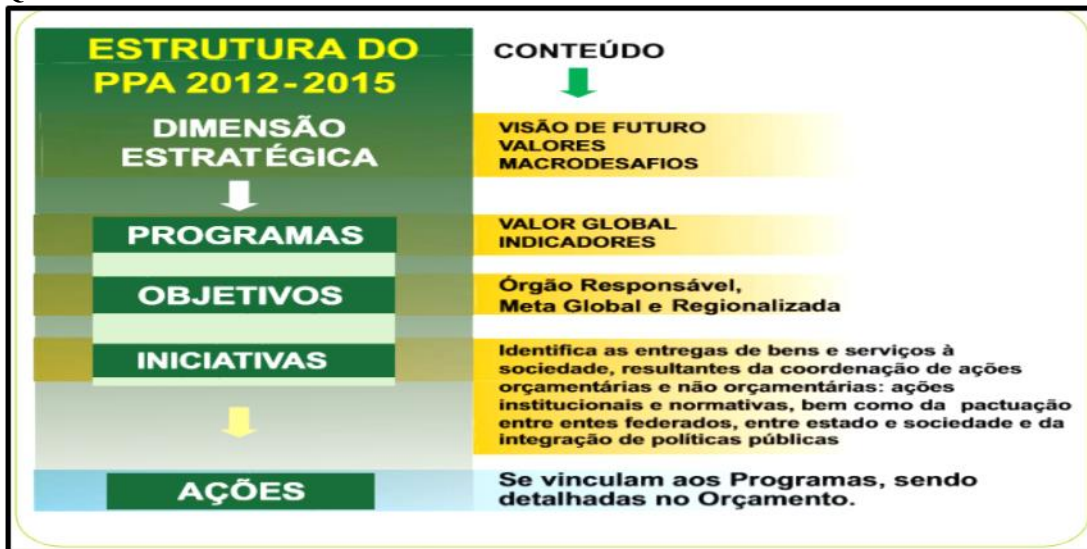 ESTRUTURA DO
PPA 2012-2015
CONTEÚDO
DIMENSÃO
ESTRATÉGICA
VISÃO DE FUTURO
VALORES
MACRODESAFIOS
PROGRAMAS
VALOR GLOBAL
INDICADORES
OBJETIVOS
Órgão Responsável,
Meta Global e Regionalizada
INICIATIVAS
Identifica as entregas de bens e serviços à
sociedade, resultantes da coordenação de ações
orçamentárias e não orçamentárias: ações
institucionais e normativas, bem como da pactuação
entre entes federados, entre estado e sociedade e da
integração de políticas públicas
AÇÕES
Se vinculam aos Programas, sendo
detalhadas no Orçamento.